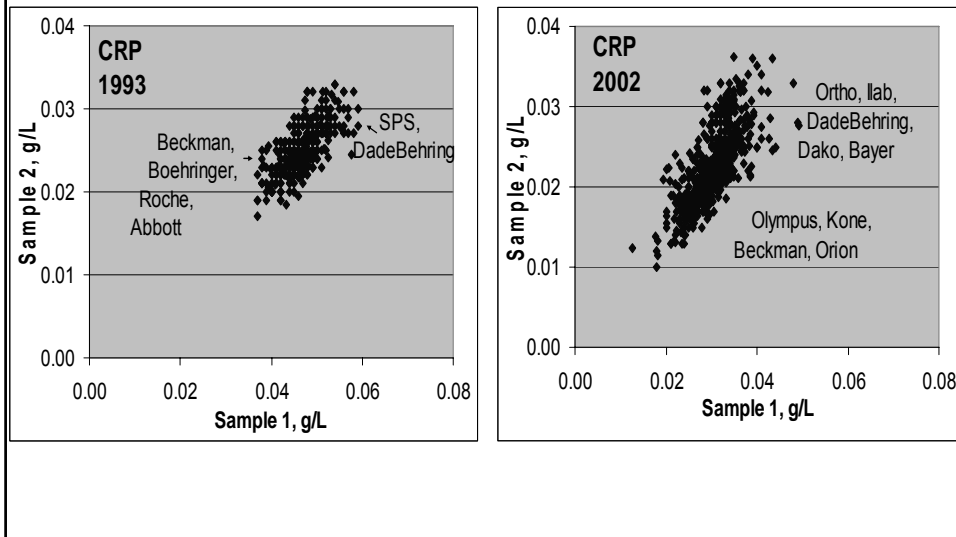 CRP
1993
0.04
0.03
0.02
0.01
0.00
Sample 2, g/L
Beckman,
Boehringer,
Roche,
Abbott
SPS,
DadeBehring
0.00 0.02 0.04 0.06 0.08
Sample 1, g/L
CRP
2002
0.04
0.03
0.02
0.01
0.00
Sample 2, g/L
Ortho, Ilab,
DadeBehring,
Dako, Bayer
Olympus, Kone,
Beckman, Orion
0.00 0.02 0.04 0.06 0.08
Sample 1, g/L